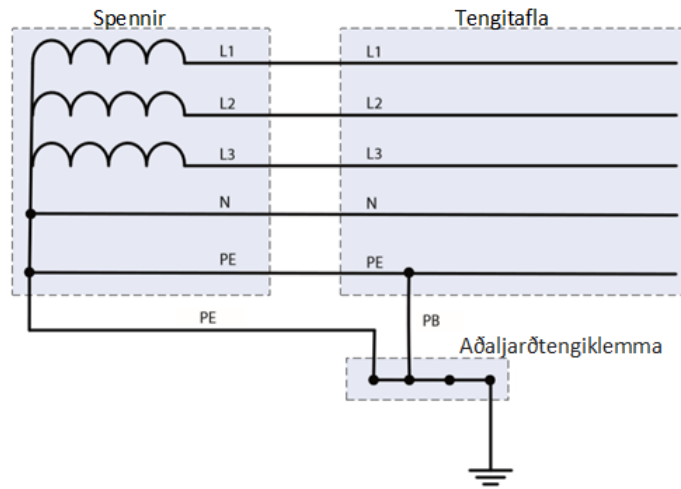 Spennir
Tengitafla
L1
L1
L2
L2
L3
L3
N
N
PE
PE
PE
PB
Aðaljarðtengiklemma